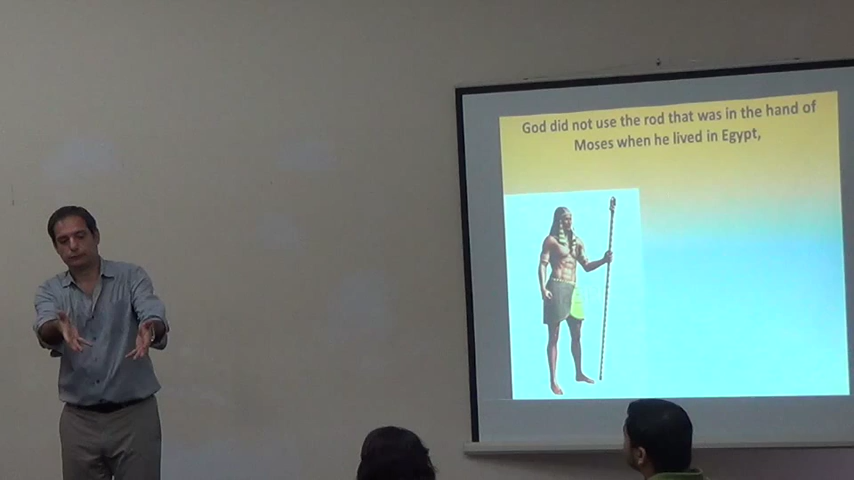 God did not use the rod that was in the hand of
Moses when he lived in Egypt,